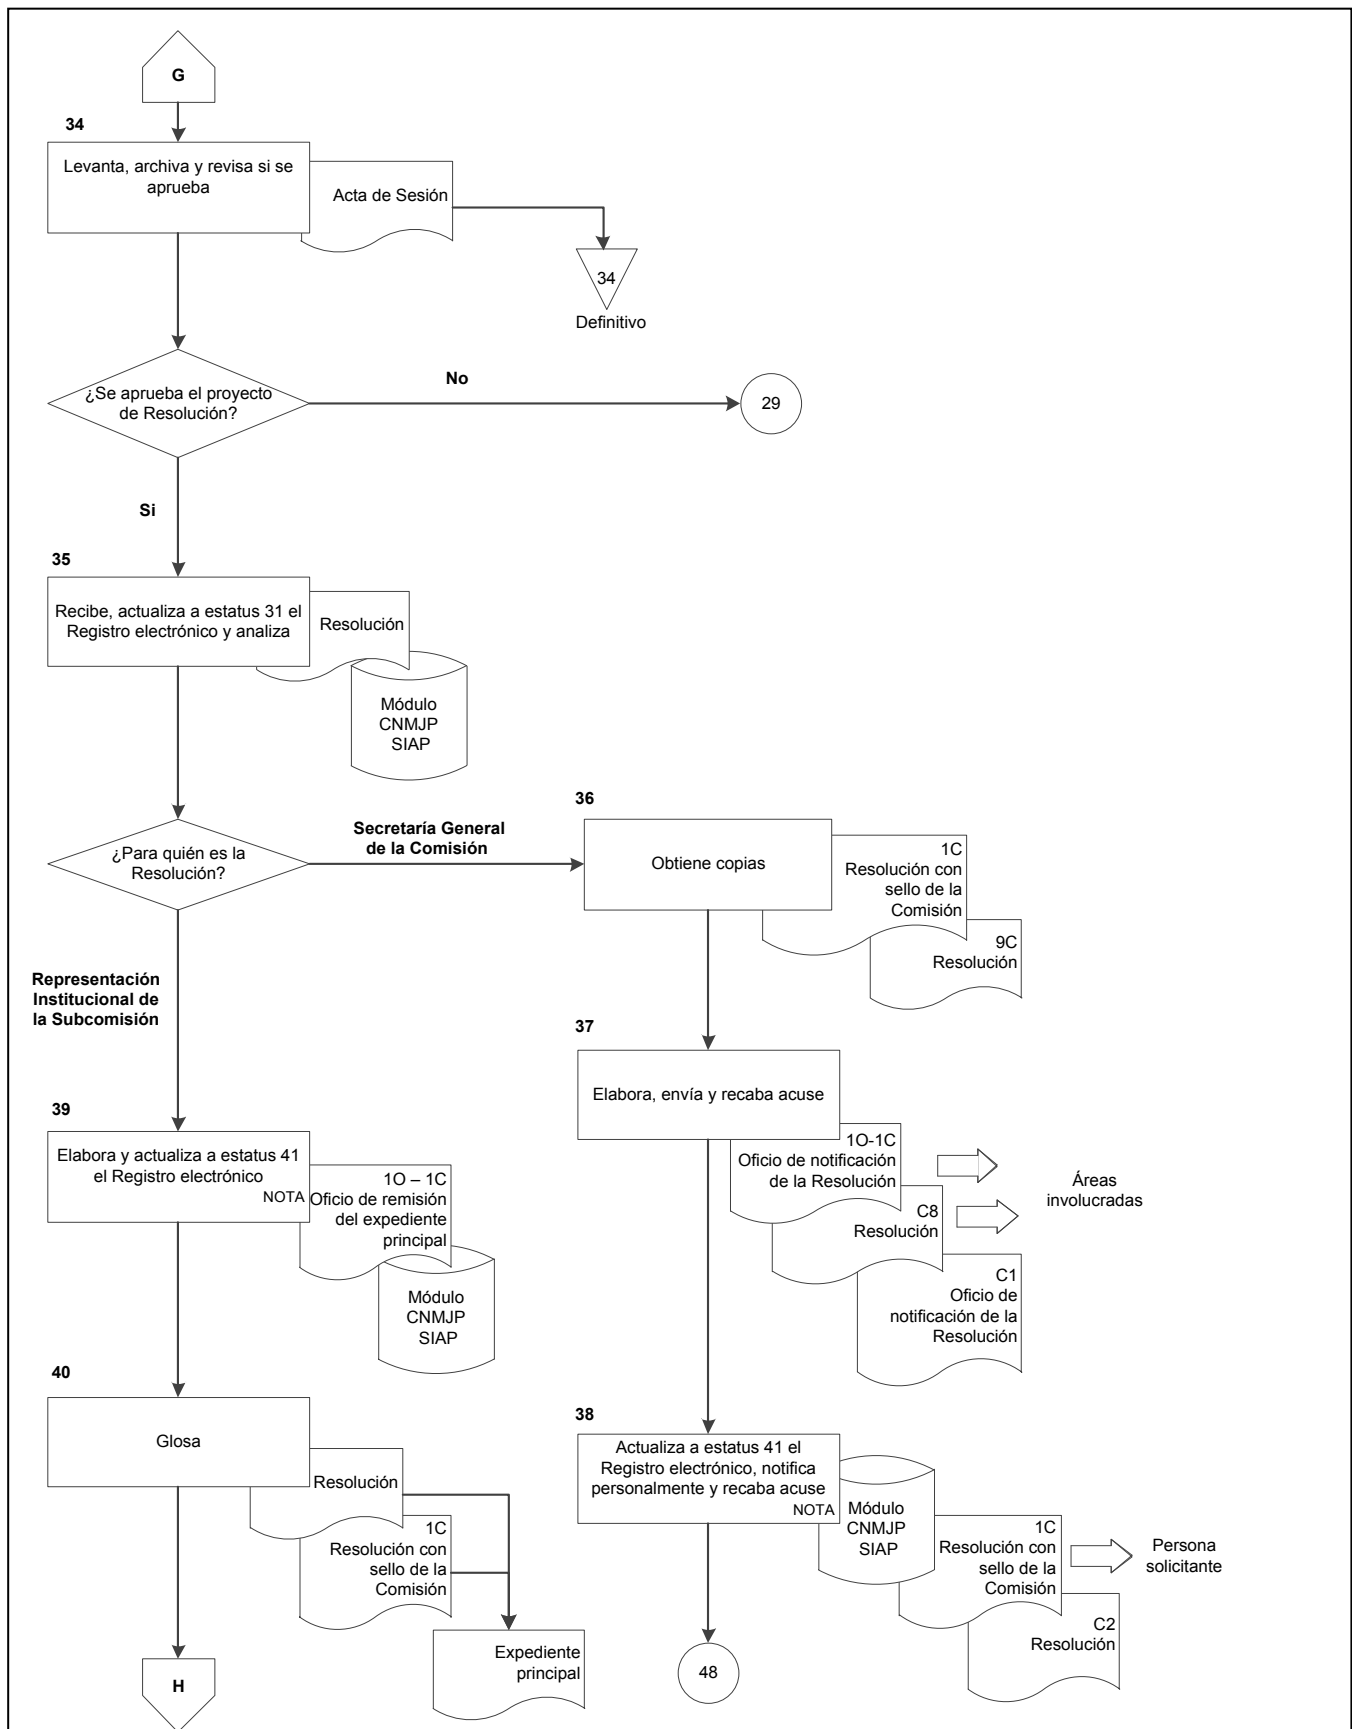 G
34
Levanta, archiva y revisa si se
aprueba
Acta de Sesión
34
Definitivo
¿Se aprueba el proyecto
de Resolución?
No
29
Si
35
Recibe, actualiza a estatus 31 el
Registro electrónico y analiza
Resolución
Módulo
CNMJP
SIAP
¿Para quién es la
Resolución?
Secretaría General
de la Comisión
36
Obtiene copias
1C
Resolución con
sello de la
Comisión
9C
Resolución
Representación
Institucional de
la Subcomisión
37
Elabora, envía y recaba acuse
1O-1C
Oficio de notificación
de la Resolución
Áreas
involucradas
C8
Resolución
C1
Oficio de
notificación de la
Resolución
39
Elabora y actualiza a estatus 41
el Registro electrónico
NOTA
1O – 1C
Oficio de remisión
del expediente
principal
Módulo
CNMJP
SIAP
40
Glosa
Resolución
1C
Resolución con
sello de la
Comisión
Expediente
principal
H
38
Actualiza a estatus 41 el
Registro electrónico, notifica
personalmente y recaba acuse
NOTA
Módulo
CNMJP
SIAP
1C
Resolución con
sello de la
Comisión
Persona
solicitante
C2
Resolución
48